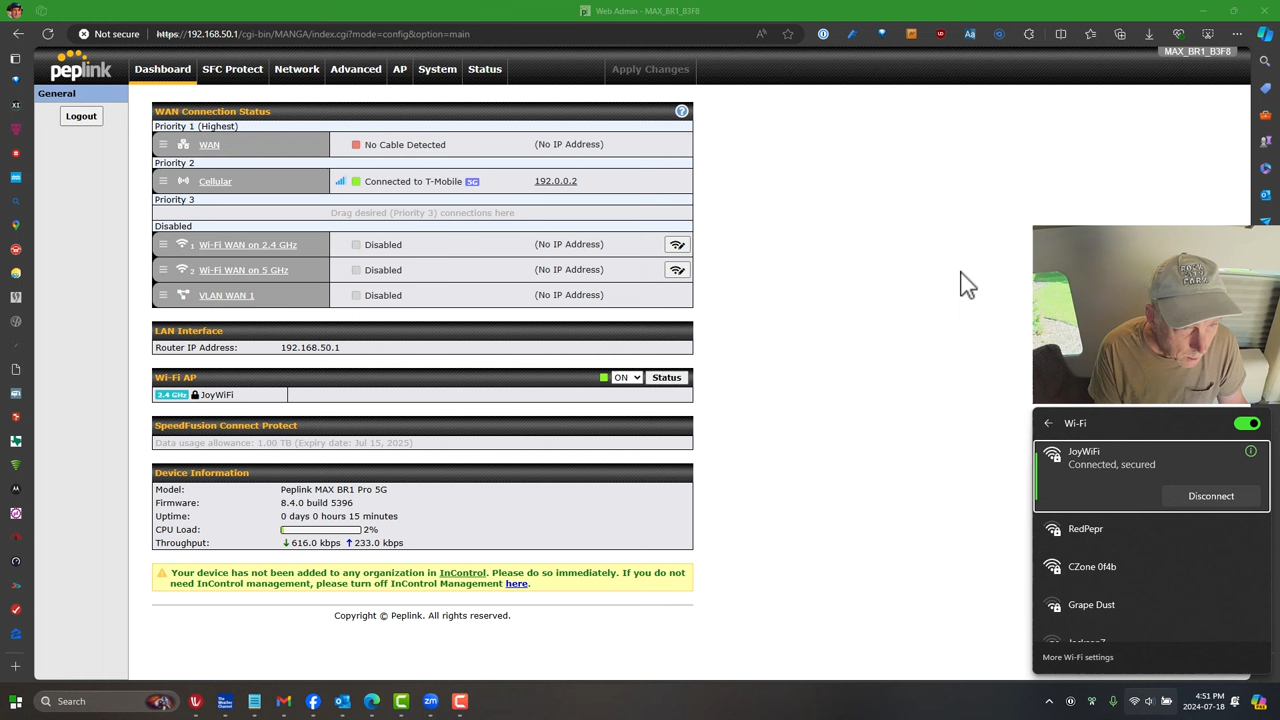 Web Admin - MAX_BR1_B3F8
Not secure https://192.168.50.1/cgi-bin/MANGA/index.cgi?mode=config&option=main
MAX_BR1_B3F8
peplink Dashboard SFC Protect Network Advanced AP System Status Apply Changes
General
Logout
WAN Connection Status
Priority 1 (Highest)
WAN No Cable Detected (No IP Address)
Priority 2
Cellular Connected to T-Mobile 5G 192.0.0.2
Priority 3
Drag desired (Priority 3) connections here
Disabled
1 Wi-Fi WAN on 2.4 GHz Disabled (No IP Address)
2 Wi-Fi WAN on 5 GHz Disabled (No IP Address)
VLAN WAN 1 Disabled (No IP Address)
LAN Interface
Router IP Address: 192.168.50.1
Wi-Fi AP ON Status
2.4 GHz JoyWiFi
SpeedFusion Connect Protect
Data usage allowance: 1.00 TB (Expiry date: Jul 15, 2025)
Device Information
Model: Peplink MAX BR1 Pro 5G
Firmware: 8.4.0 build 5396
Uptime: 0 days 0 hours 15 minutes
CPU Load: 2%
Throughput: 616.0 kbps 233.0 kbps
Your device has not been added to any organization in InControl. Please do so immediately. If you do not
need InControl management, please turn off InControl Management here.
Copyright © Peplink. All rights reserved.
Wi-Fi
JoyWiFi
Connected, secured
Disconnect
RedPepr
CZone 0f4b
Grape Dust
More Wi-Fi settings
Search
4:51 PM
2024-07-18